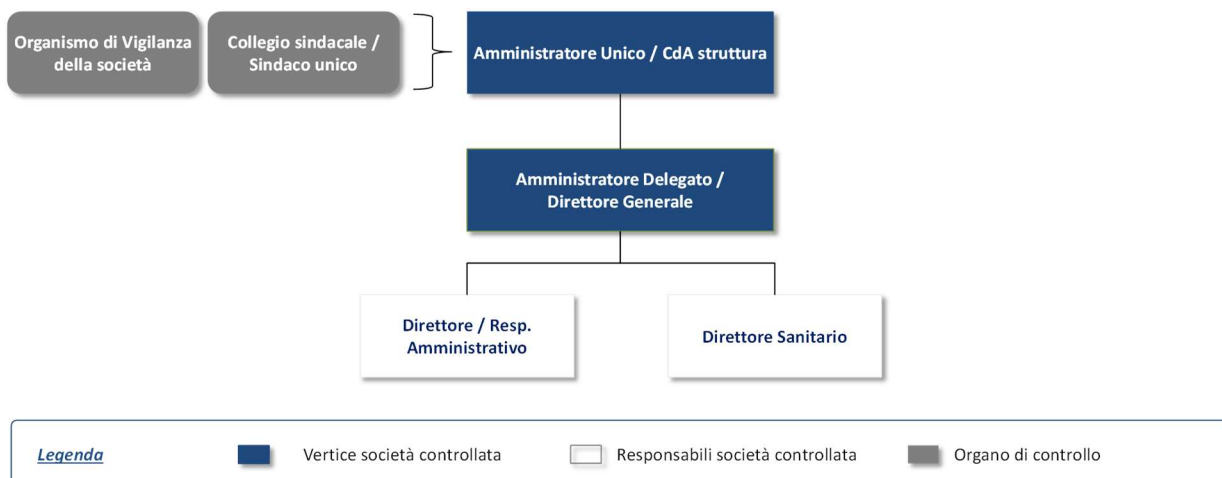 Organismo di Vigilanza
della società
Collegio sindacale /
Sindaco unico
Amministratore Unico / CdA struttura
Amministratore Delegato /
Direttore Generale
Direttore / Resp.
Amministrativo
Direttore Sanitario
Legenda
Vertice società controllata
Responsabili società controllata
Organo di controllo